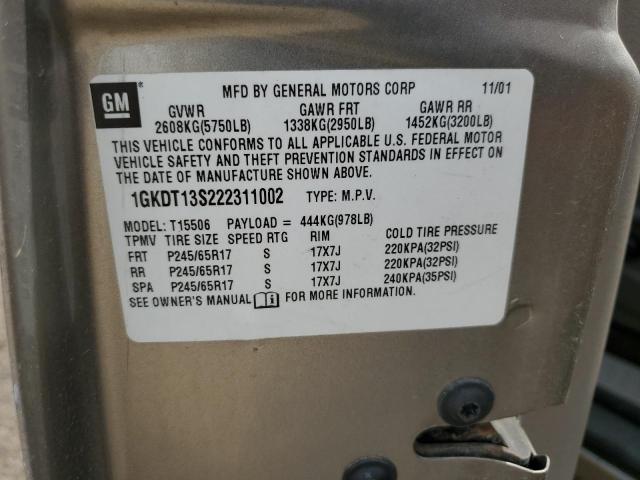 GM
MFD BY GENERAL MOTORS CORP 11/01
GVWR GAWR FRT GAWR RR
2608KG(5750LB) 1338KG(2950LB) 1452KG(3200LB)
THIS VEHICLE CONFORMS TO ALL APPLICABLE U.S. FEDERAL MOTOR
VEHICLE SAFETY AND THEFT PREVENTION STANDARDS IN EFFECT ON
THE DATE OF MANUFACTURE SHOWN ABOVE.
1GKDT13S222311002 TYPE: M.P.V.
MODEL: T15506 PAYLOAD = 444KG(978LB)
TPMV TIRE SIZE SPEED RTG RIM COLD TIRE PRESSURE
FRT P245/65R17 S 17X7J 220KPA(32PSI)
RR P245/65R17 S 17X7J 220KPA(32PSI)
SPA P245/65R17 S 17X7J 240KPA(35PSI)
SEE OWNER'S MANUAL FOR MORE INFORMATION.